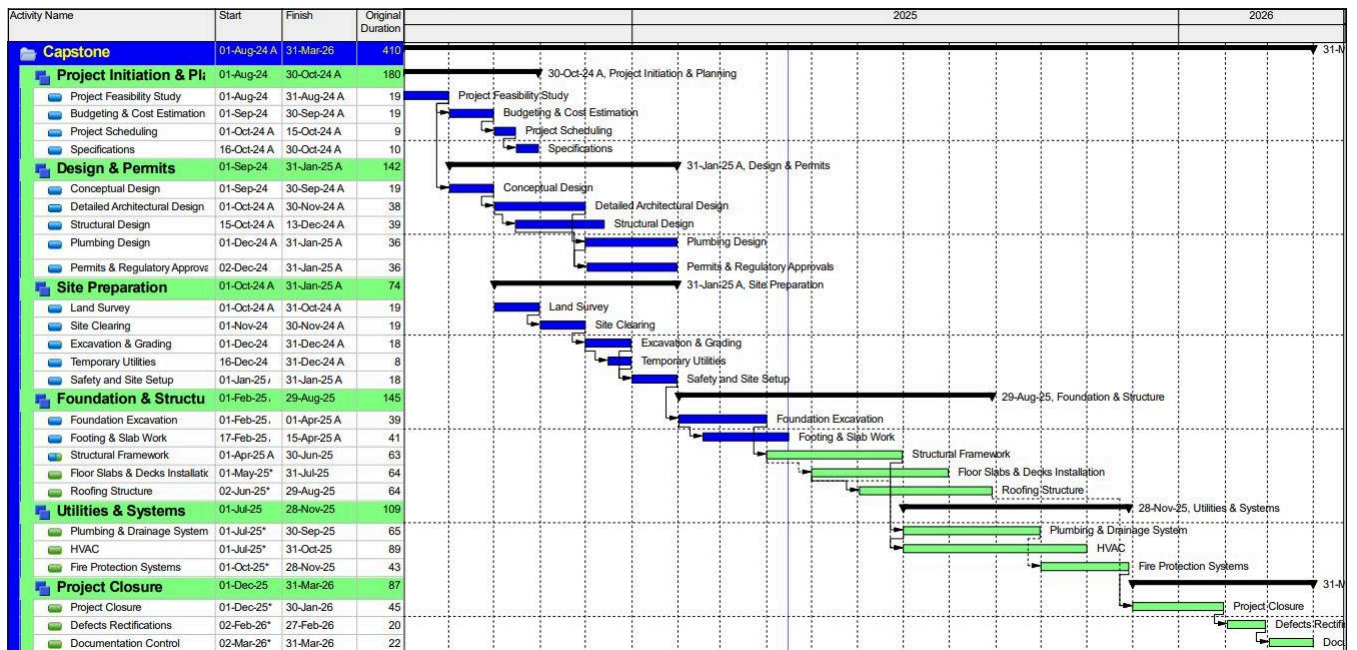 Activity Name Start Finish Original Duration 2025 2026
Capstone 01-Aug-24 A 31-Mar-26 410 31-M
Project Initiation & Pl 01-Aug-24 30-Oct-24 A 180 30-Oct-24 A, Project Initiation & Planning
Project Feasibility Study 01-Aug-24 31-Aug-24 A 19 Project Feasibility Study
Budgeting & Cost Estimation 01-Sep-24 30-Sep-24 A 19 Budgeting & Cost Estimation
Project Scheduling 01-Oct-24 A 15-Oct-24 A 9 Project Scheduling
Specifications 16-Oct-24 A 30-Oct-24 A 10 Specifications
Design & Permits 01-Sep-24 31-Jan-25 A 142 31-Jan-25 A, Design & Permits
Conceptual Design 01-Sep-24 30-Sep-24 A 19 Conceptual Design
Detailed Architectural Design 01-Oct-24 A 30-Nov-24 A 38 Detailed Architectural Design
Structural Design 15-Oct-24 A 13-Dec-24 A 39 Structural Design
Plumbing Design 01-Dec-24 A 31-Jan-25 A 36 Plumbing Design
Permits & Regulatory Approva 02-Dec-24 31-Jan-25 A 36 Permits & Regulatory Approvals
Site Preparation 01-Oct-24 A 31-Jan-25 A 74 31-Jan-25 A, Site Preparation
Land Survey 01-Oct-24 A 31-Oct-24 A 19 Land Survey
Site Clearing 01-Nov-24 30-Nov-24 A 19 Site Clearing
Excavation & Grading 01-Dec-24 31-Dec-24 A 18 Excavation & Grading
Temporary Utilities 16-Dec-24 31-Dec-24 A 8 Temporary Utilities
Safety and Site Setup 01-Jan-25 31-Jan-25 A 18 Safety and Site Setup
Foundation & Structu 01-Feb-25 29-Aug-25 145 29-Aug-25, Foundation & Structure
Foundation Excavation 01-Feb-25 01-Apr-25 A 39 Foundation Excavation
Footing & Slab Work 17-Feb-25 15-Apr-25 A 41 Footing & Slab Work
Structural Framework 01-Apr-25 A 30-Jun-25 63 Structural Framework
Floor Slabs & Decks Installatic 01-May-25* 31-Jul-25 64 Floor Slabs & Decks Installation
Roofing Structure 02-Jun-25* 29-Aug-25 64 Roofing Structure
Utilities & Systems 01-Jul-25 28-Nov-25 109 28-Nov-25, Utilities & Systems
Plumbing & Drainage System 01-Jul-25* 30-Sep-25 65 Plumbing & Drainage System
HVAC 01-Jul-25* 31-Oct-25 89 HVAC
Fire Protection Systems 01-Oct-25* 28-Nov-25 43 Fire Protection Systems
Project Closure 01-Dec-25 31-Mar-26 87 31-M
Project Closure 01-Dec-25* 30-Jan-26 45 Project Closure
Defects Rectifications 02-Feb-26* 27-Feb-26 20 Defects Rectifi
Documentation Control 02-Mar-26* 31-Mar-26 22 Doc